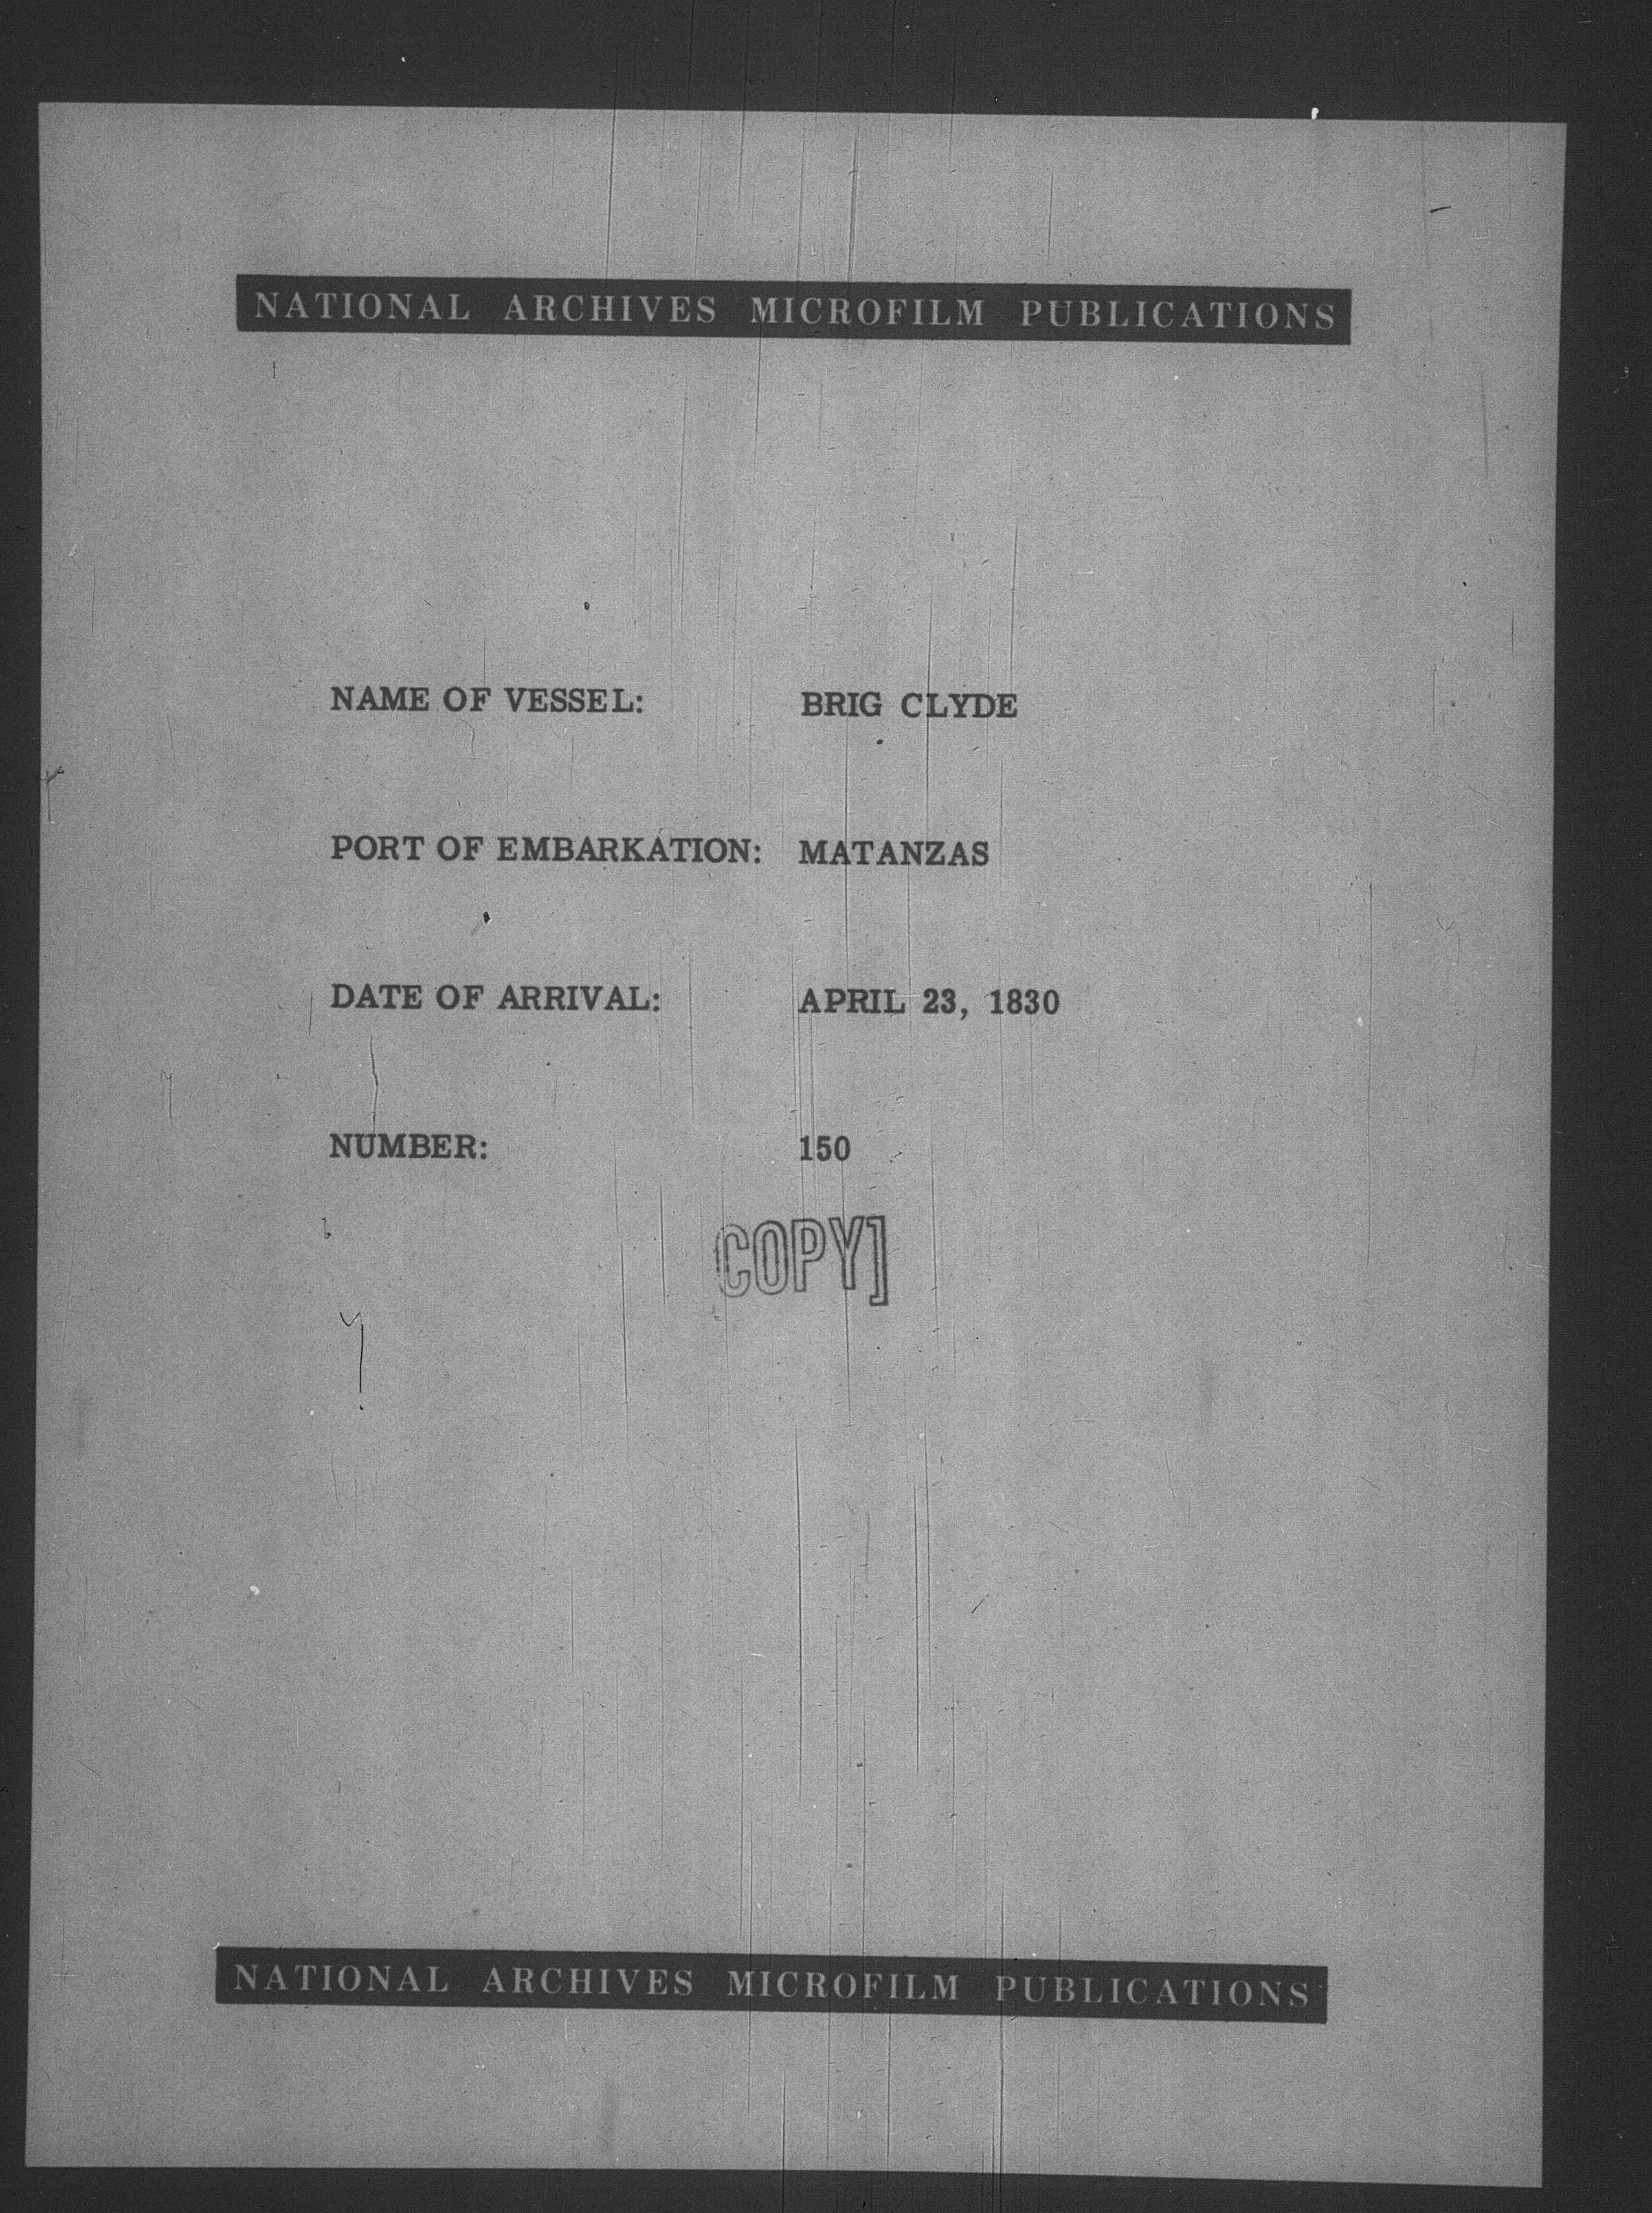 NATIONAL ARCHIVES MICROFILM PUBLICATIONS
NAME OF VESSEL: BRIG CLYDE
PORT OF EMBARKATION: MATANZAS
DATE OF ARRIVAL: APRIL 23, 1830
NUMBER: 150
COPY]
NATIONAL ARCHIVES MICROFILM PUBLICATIONS